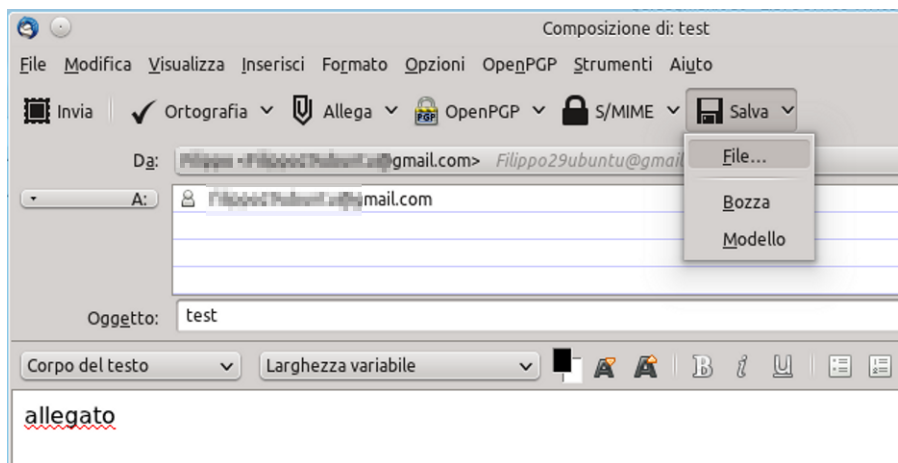 Composizione di: test
File Modifica Visualizza Inserisci Formato Opzioni OpenPGP Strumenti Aiuto
Invia Ortografia Allega OpenPGP S/MIME Salva
Da: gmail.com> Filippo29ubuntu@gmail
File...
A: mail.com
Bozza
Modello
Oggetto: test
Corpo del testo Larghezza variabile
allegato